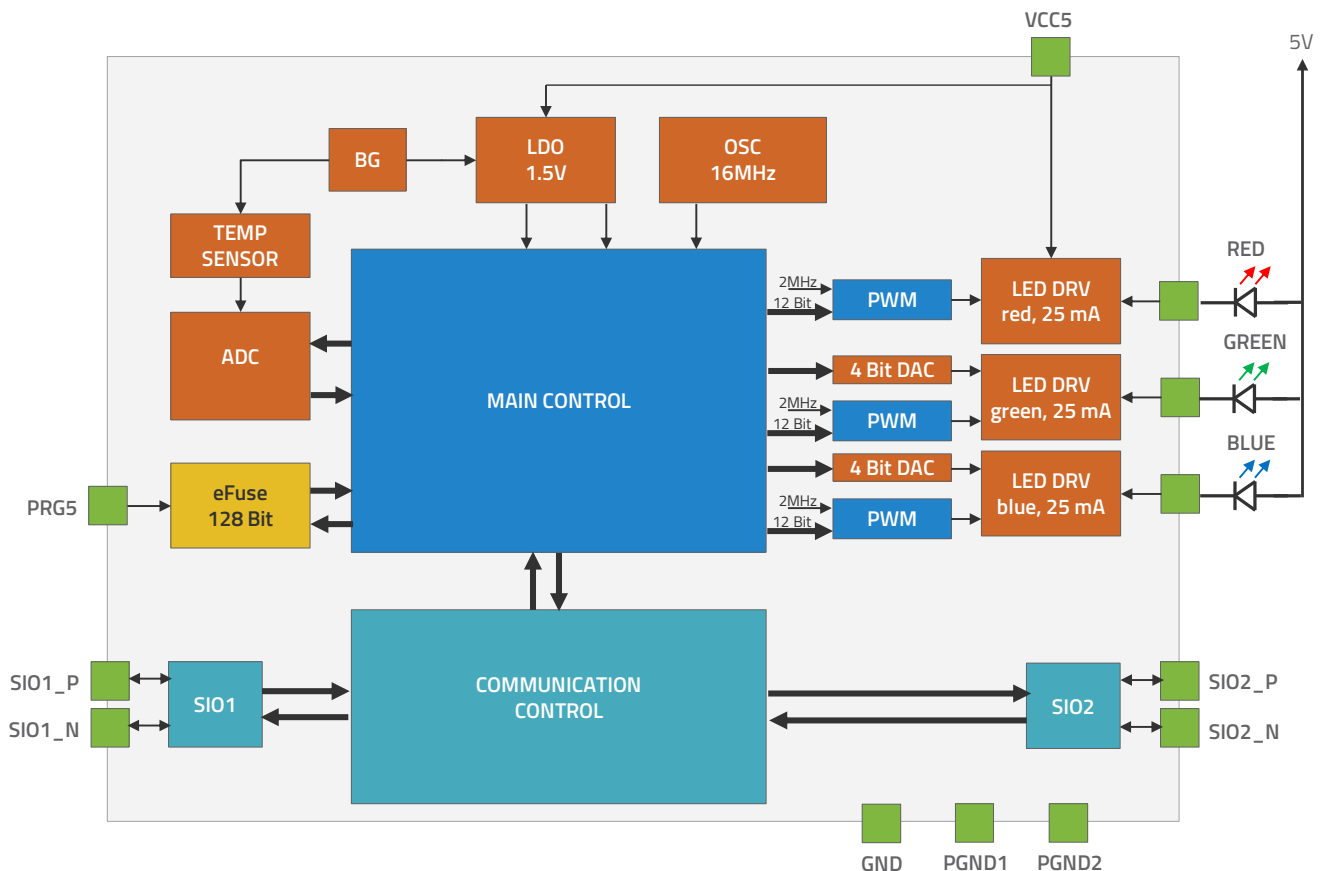 VCC5
5V
LDO
1.5V
OSC
16MHz
BG
TEMP
SENSOR
ADC
MAIN CONTROL
2MHz
12 Bit
PWM
LED DRV
red, 25 mA
RED
4 Bit DAC
2MHz
12 Bit
PWM
LED DRV
green, 25 mA
GREEN
4 Bit DAC
2MHz
12 Bit
PWM
LED DRV
blue, 25 mA
BLUE
PRG5
eFuse
128 Bit
SIO1_P
SIO1_N
SIO1
COMMUNICATION
CONTROL
SIO2
SIO2_P
SIO2_N
GND
PGND1
PGND2